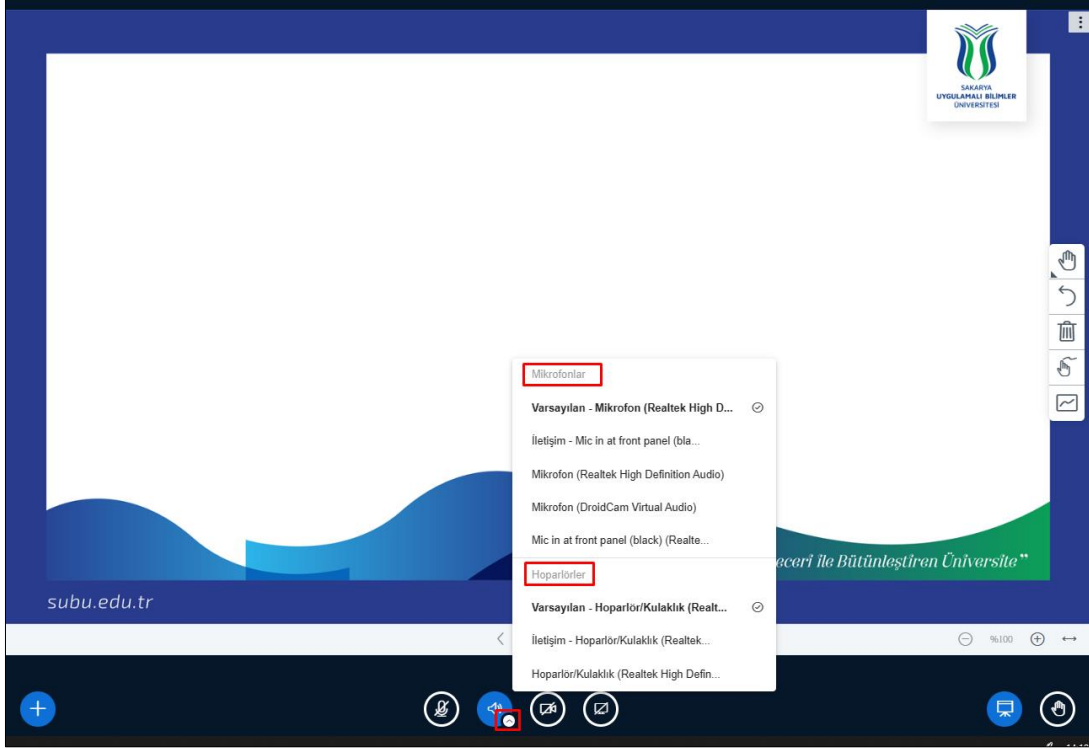 SAKARYA
UYGULAMALI BİLİMLER
ÜNİVERSİTESİ
Mikrofonlar
Varsayılan - Mikrofon (Realtek High D...
İletişim - Mic in at front panel (bla...
Mikrofon (Realtek High Definition Audio)
Mikrofon (DroidCam Virtual Audio)
Mic in at front panel (black) (Realte...
Hoparlörler
Varsayılan - Hoparlör/Kulaklık (Realt...
İletişim - Hoparlör/Kulaklık (Realtek...
Hoparlör/Kulaklık (Realtek High Defin...
eceri ile Bütünleştiren Üniversite”
subu.edu.tr
%100